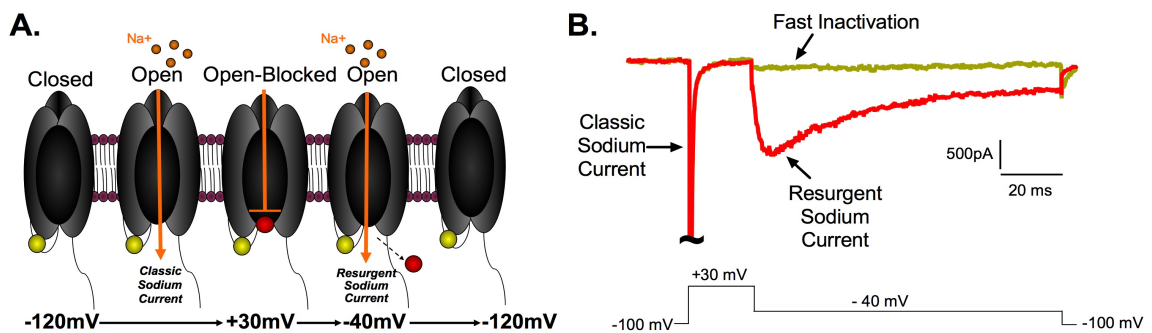 A.
Na+
Na+
Closed
Open
Open-Blocked
Open
Closed
Classic
Sodium
Current
Resurgent
Sodium
Current
-120mV
+30mV
-40mV
-120mV
B.
Fast Inactivation
Classic
Sodium
Current
500pA
20 ms
Resurgent
Sodium
Current
+30 mV
- 40 mV
-100 mV
-100 mV